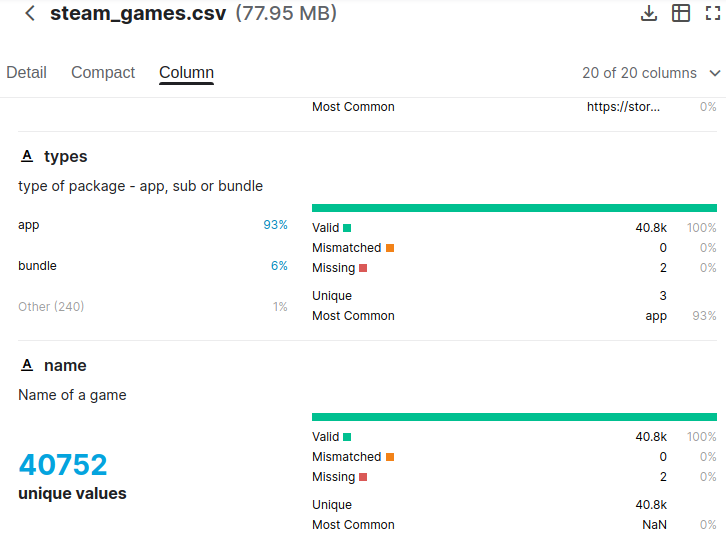 steam_games.csv (77.95 MB)
Detail Compact Column 20 of 20 columns
Most Common https://stor... 0%
A types
type of package - app, sub or bundle
app 93%
bundle 6%
Other (240) 1%
Valid 40.8k 100%
Mismatched 0 0%
Missing 2 0%
Unique 3
Most Common app 93%
A name
Name of a game
40752
unique values
Valid 40.8k 100%
Mismatched 0 0%
Missing 2 0%
Unique 40.8k
Most Common NaN 0%